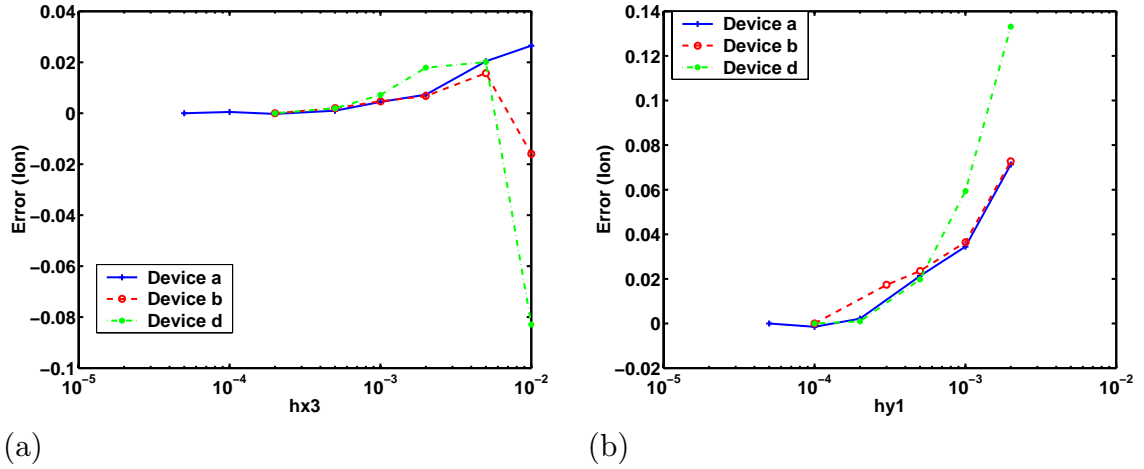 0.04
0.02
0
−0.02
−0.04
−0.06
−0.08
−0.1
Error (Ion)
Device a
Device b
Device d
10−5
10−4
10−3
10−2
hx3
(a)
0.14
0.12
0.1
0.08
0.06
0.04
0.02
0
−0.02
Error (Ion)
Device a
Device b
Device d
10−5
10−4
10−3
10−2
hy1
(b)